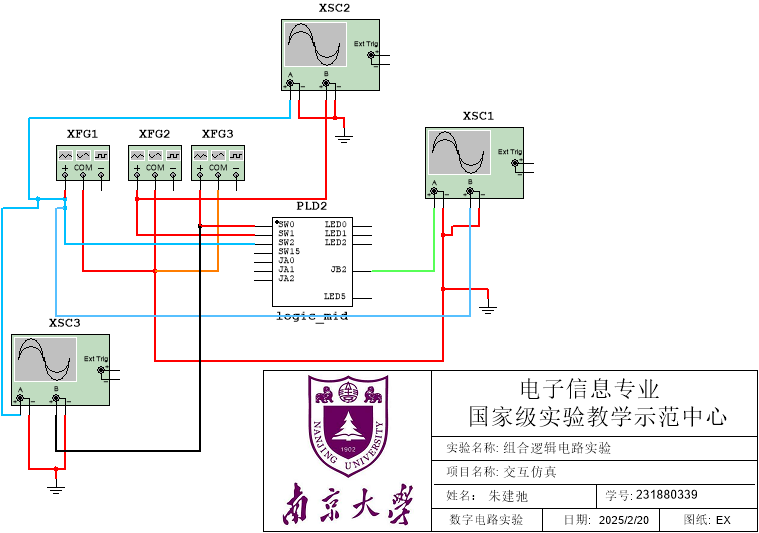 XSC2
Ext Trig
A B
XFG1 XFG2 XFG3
COM COM COM
XSC1
Ext Trig
A B
PLD2
SW0 LED0
SW1 LED1
SW2 LED2
SW15
JA0
JA1 JB2
JA2
LED5
logic_mid
XSC3
Ext Trig
A B
NANJING UNIVERSITY
1902
南京大学
电子信息专业
国家级实验教学示范中心
实验名称: 组合逻辑电路实验
项目名称: 交互仿真
姓名: 朱建弛 学号: 231880339
数字电路实验 日期: 2025/2/20 图纸: EX